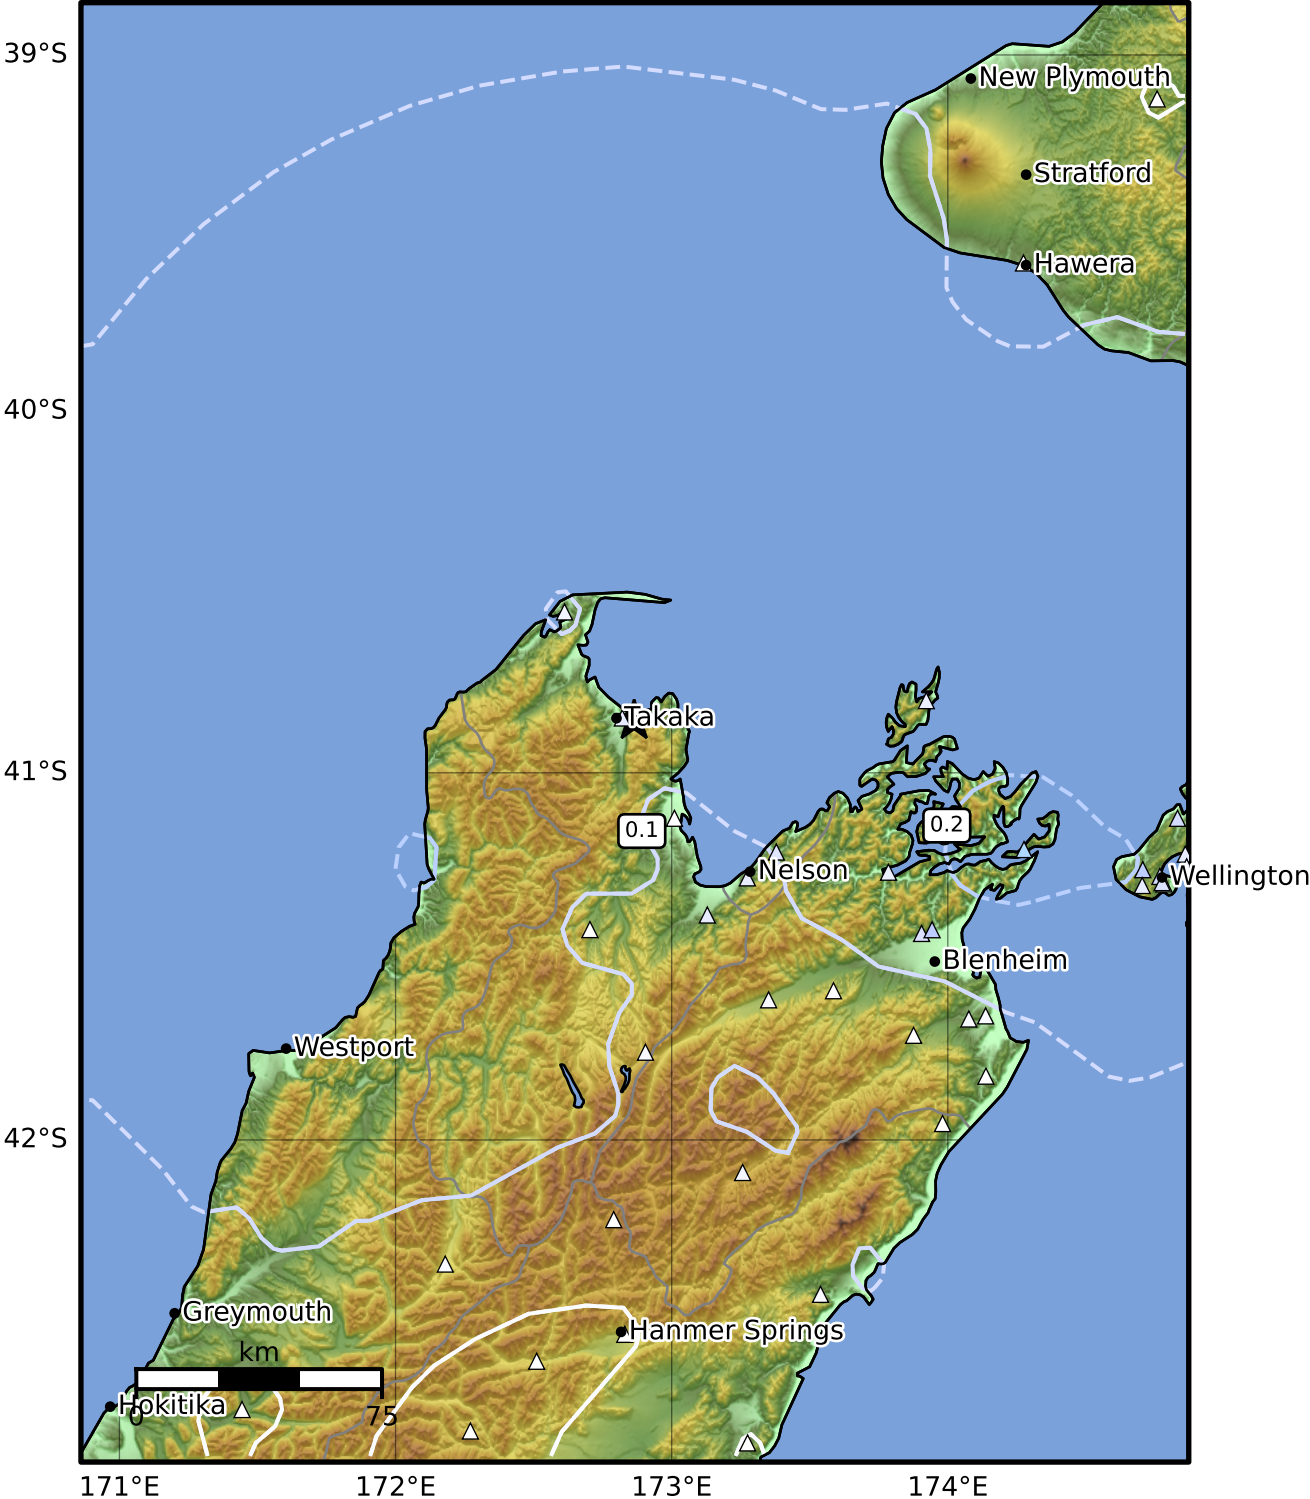 39°S
New Plymouth
Stratford
Hawera
40°S
Takaka
41°S
0.1
0.2
Nelson
Wellington
Blenheim
Westport
42°S
Greymouth
Hanmer Springs
km
Hokitika
0 75
171°E 172°E 173°E 174°E